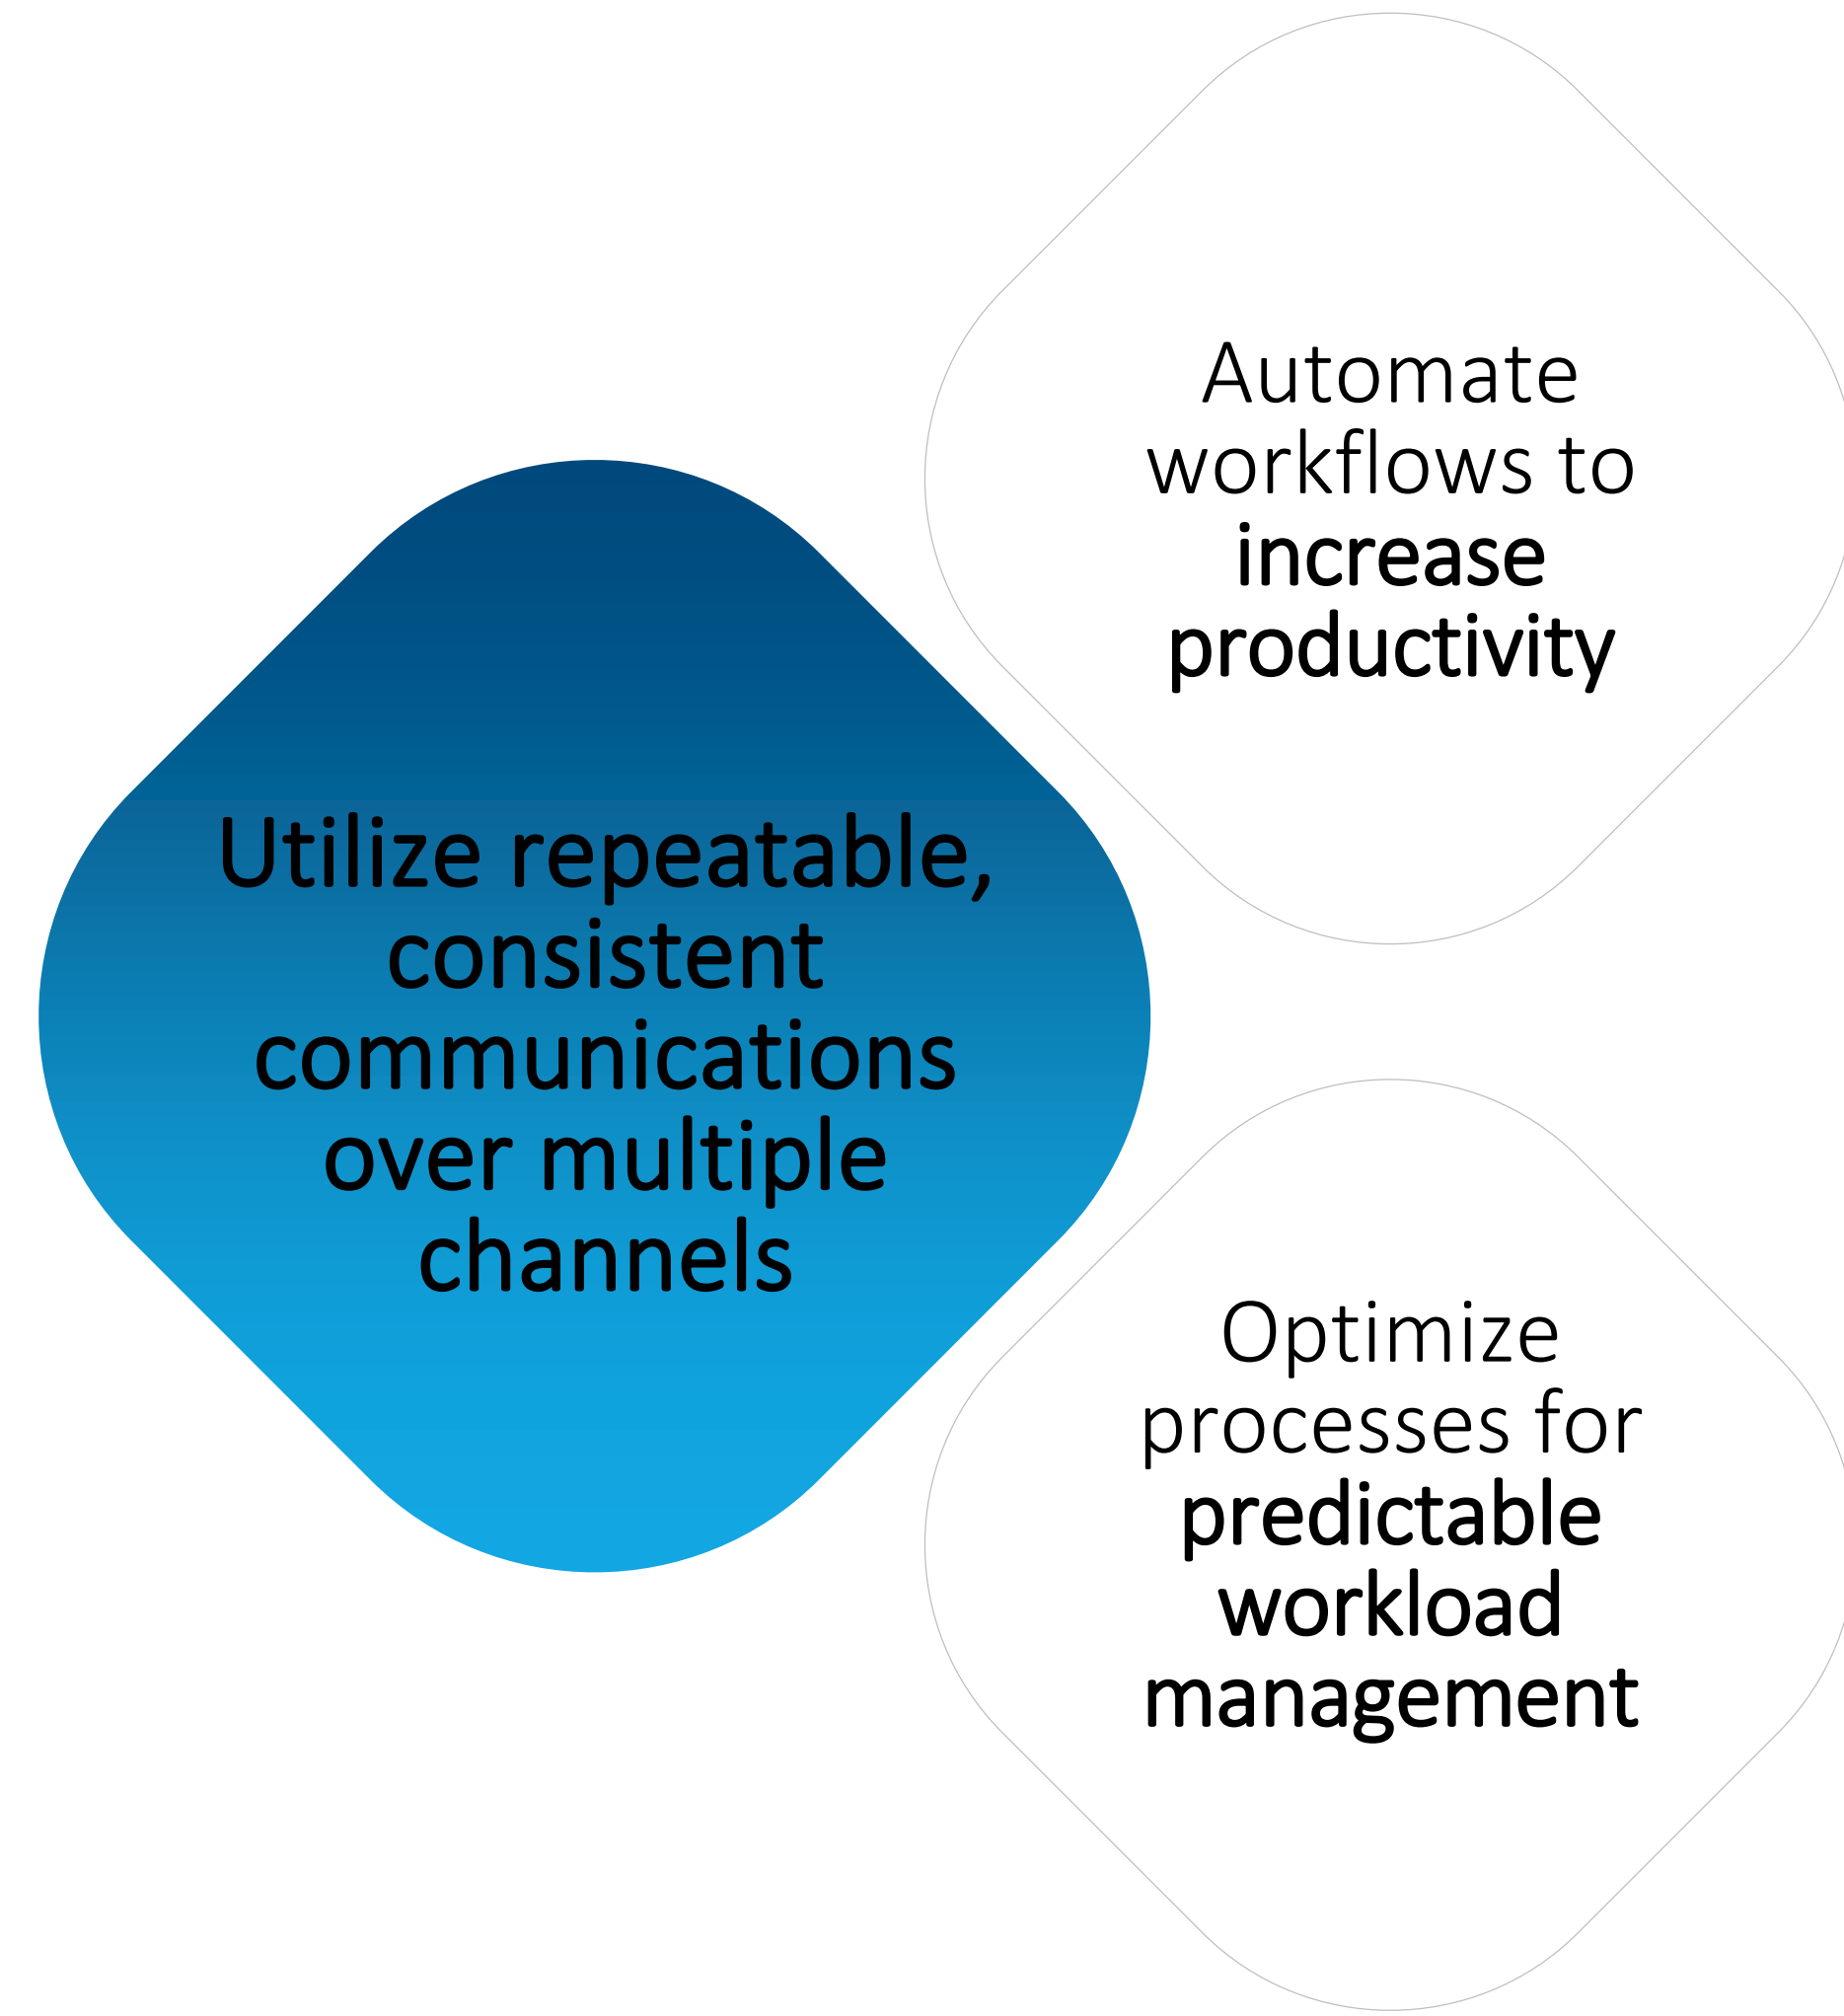 Automate
workflows to
increase
productivity
Utilize repeatable,
consistent
communications
over multiple
channels
Optimize
processes for
predictable
workload
management